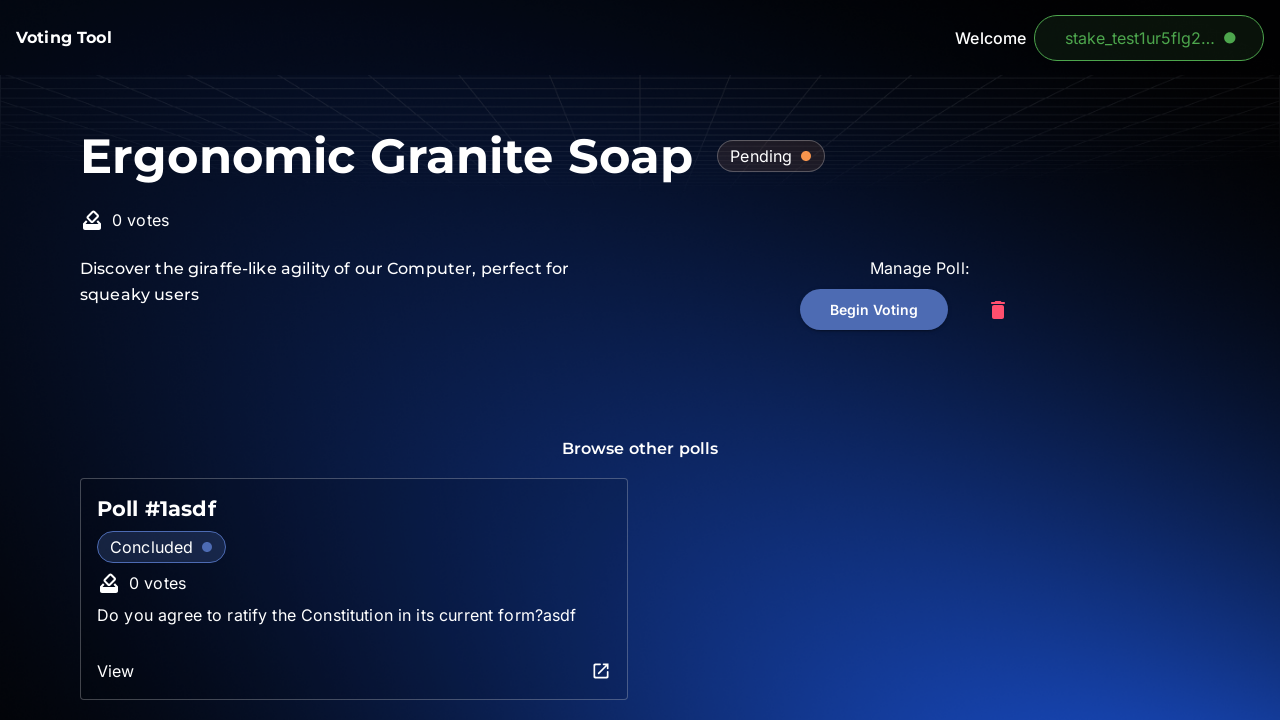 Voting Tool
Welcome
stake_test1ur5flg2...
Ergonomic Granite Soap
Pending
0 votes
Discover the giraffe-like agility of our Computer, perfect for
squeaky users
Manage Poll:
Begin Voting
Browse other polls
Poll #1asdf
Concluded
0 votes
Do you agree to ratify the Constitution in its current form?asdf
View